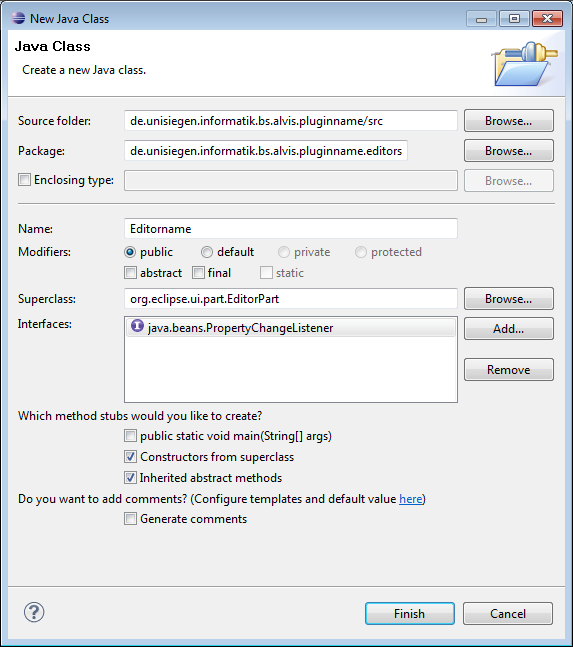 New Java Class
Java Class
Create a new Java class.
Source folder: de.unisiegen.informatik.bs.alvis.pluginname/src Browse...
Package: de.unisiegen.informatik.bs.alvis.pluginname.editors Browse...
Enclosing type: Browse...
Name: Editorname
Modifiers: public default private protected
abstract final static
Superclass: org.eclipse.ui.part.EditorPart Browse...
Interfaces: I java.beans.PropertyChangeListener Add...
Remove
Which method stubs would you like to create?
public static void main(String[] args)
Constructors from superclass
Inherited abstract methods
Do you want to add comments? (Configure templates and default value here)
Generate comments
? Finish Cancel